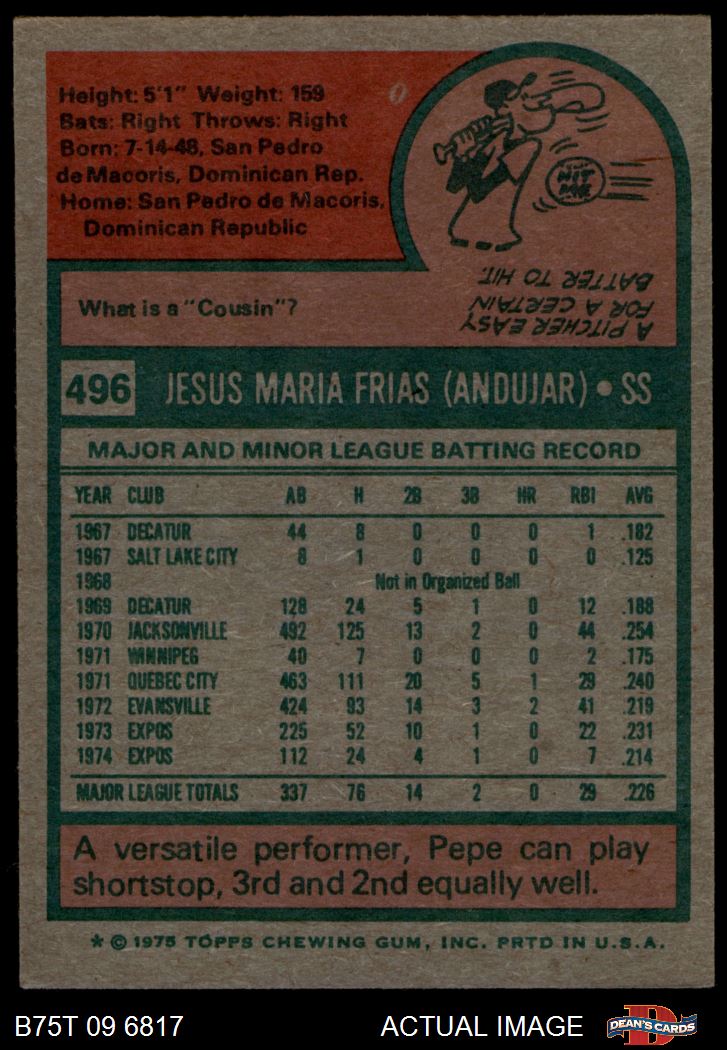 Height: 5'1" Weight: 159
Bats: Right Throws: Right
Born: 7-14-48, San Pedro
de Macoris, Dominican Rep.
Home: San Pedro de Macoris,
Dominican Republic
HIT
ME
What is a "Cousin"?
A PITCHER EASY
FOR A CERTAIN
BATTER TO HIT.
496 JESUS MARIA FRIAS (ANDUJAR) • SS
MAJOR AND MINOR LEAGUE BATTING RECORD
YEAR CLUB AB H 2B 3B HR RBI AVG
1967 DECATUR 44 8 0 0 0 1 .182
1967 SALT LAKE CITY 8 1 0 0 0 0 .125
1968 Not in Organized Ball
1969 DECATUR 128 24 5 1 0 12 .188
1970 JACKSONVILLE 492 125 13 2 0 44 .254
1971 WINNIPEG 40 7 0 0 0 2 .175
1971 QUEBEC CITY 463 111 20 5 1 29 .240
1972 EVANSVILLE 424 93 14 3 2 41 .219
1973 EXPOS 225 52 10 1 0 22 .231
1974 EXPOS 112 24 4 1 0 7 .214
MAJOR LEAGUE TOTALS 337 76 14 2 0 29 .226
A versatile performer, Pepe can play
shortstop, 3rd and 2nd equally well.
* © 1975 TOPPS CHEWING GUM, INC. PRTD IN U.S.A.
B75T 09 6817 ACTUAL IMAGE DEAN'S CARDS